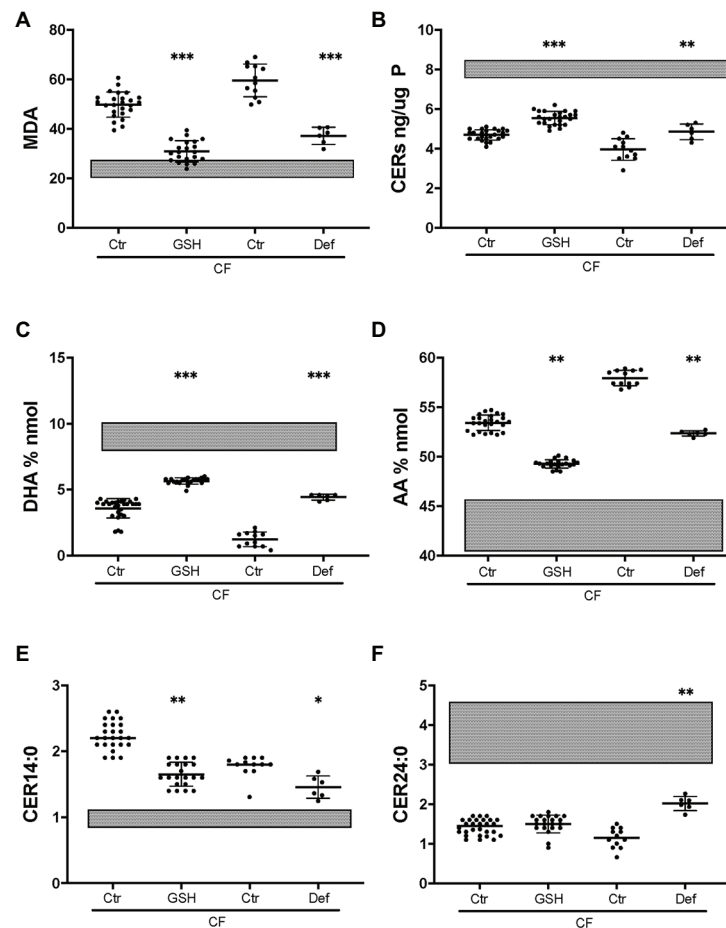 A
80
60
40
20
0
MDA
***
***
Ctr GSH Ctr Def
CF
B
10
8
6
4
2
0
CERs ng/ug P
***
**
Ctr GSH Ctr Def
CF
C
15
10
5
0
DHA % nmol
***
***
Ctr GSH Ctr Def
CF
D
60
55
50
45
40
AA % nmol
**
**
Ctr GSH Ctr Def
CF
E
3
2
1
0
CER14:0
**
*
Ctr GSH Ctr Def
CF
F
5
4
3
2
1
0
CER24:0
**
Ctr GSH Ctr Def
CF